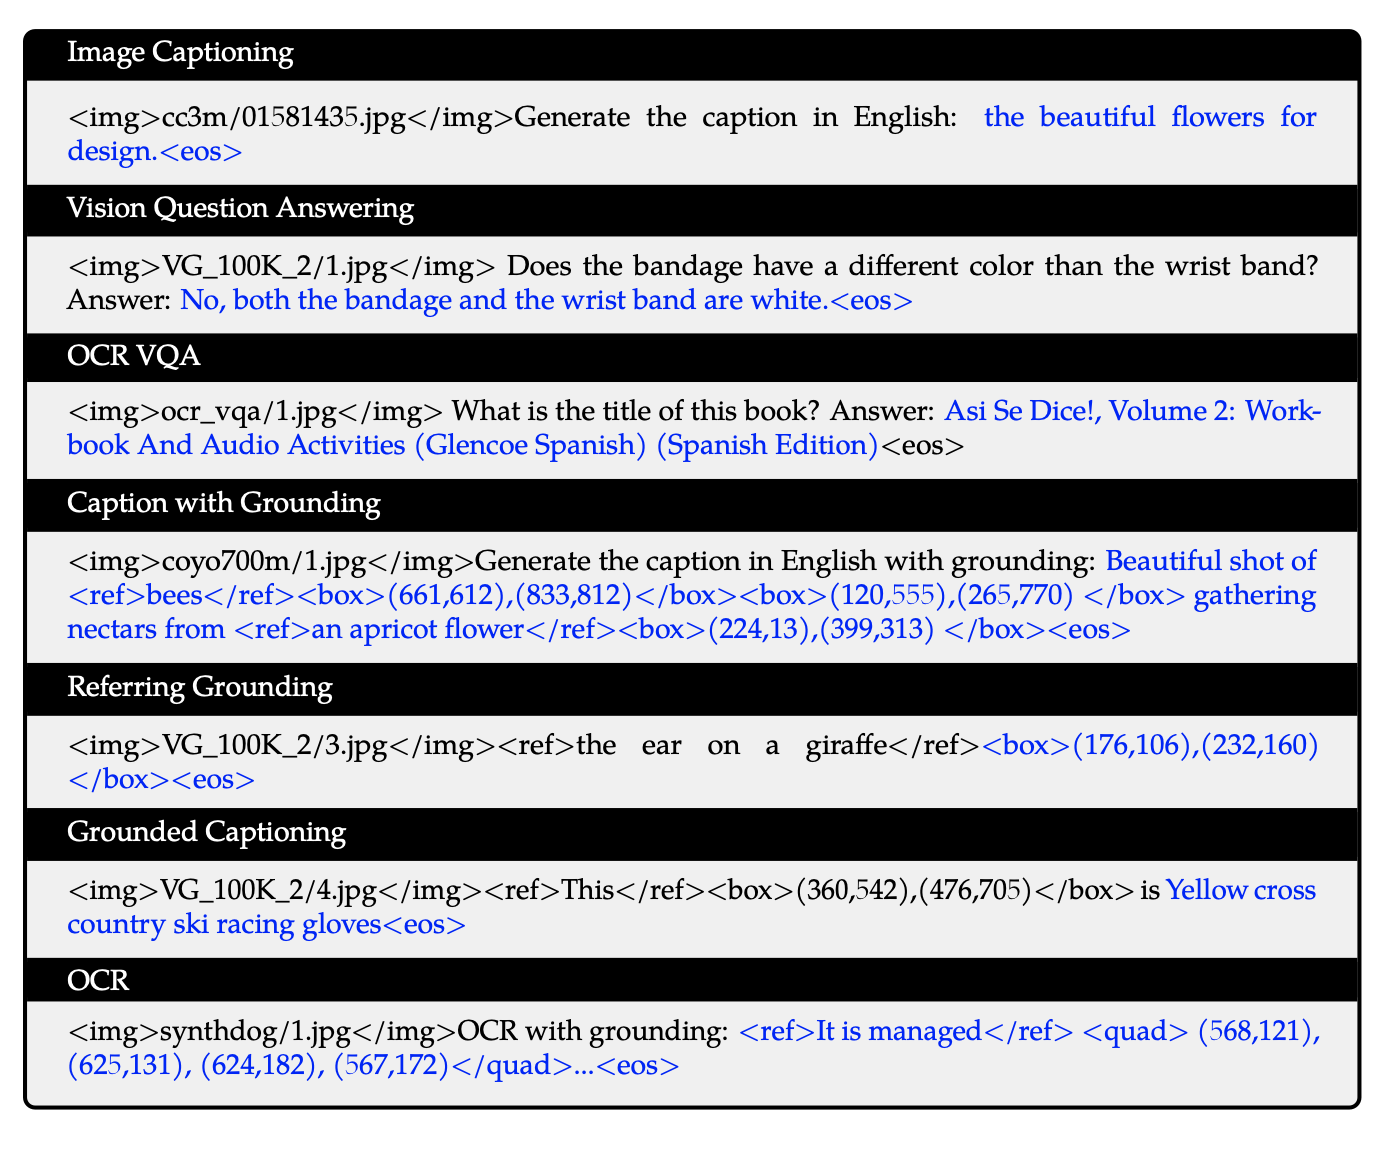 Image Captioning
<img>cc3m/01581435.jpg</img>Generate the caption in English: the beautiful flowers for
design.<eos>
Vision Question Answering
<img>VG_100K_2/1.jpg</img> Does the bandage have a different color than the wrist band?
Answer: No, both the bandage and the wrist band are white.<eos>
OCR VQA
<img>ocr_vqa/1.jpg</img> What is the title of this book? Answer: Asi Se Dice!, Volume 2: Work-
book And Audio Activities (Glencoe Spanish) (Spanish Edition)<eos>
Caption with Grounding
<img>coyo700m/1.jpg</img>Generate the caption in English with grounding: Beautiful shot of
<ref>bees</ref><box>(661,612),(833,812)</box><box>(120,555),(265,770) </box> gathering
nectars from <ref>an apricot flower</ref><box>(224,13),(399,313) </box><eos>
Referring Grounding
<img>VG_100K_2/3.jpg</img><ref>the ear on a giraffe</ref><box>(176,106),(232,160)
</box><eos>
Grounded Captioning
<img>VG_100K_2/4.jpg</img><ref>This</ref><box>(360,542),(476,705)</box> is Yellow cross
country ski racing gloves<eos>
OCR
<img>synthdog/1.jpg</img>OCR with grounding: <ref>It is managed</ref> <quad> (568,121),
(625,131), (624,182), (567,172)</quad>...<eos>